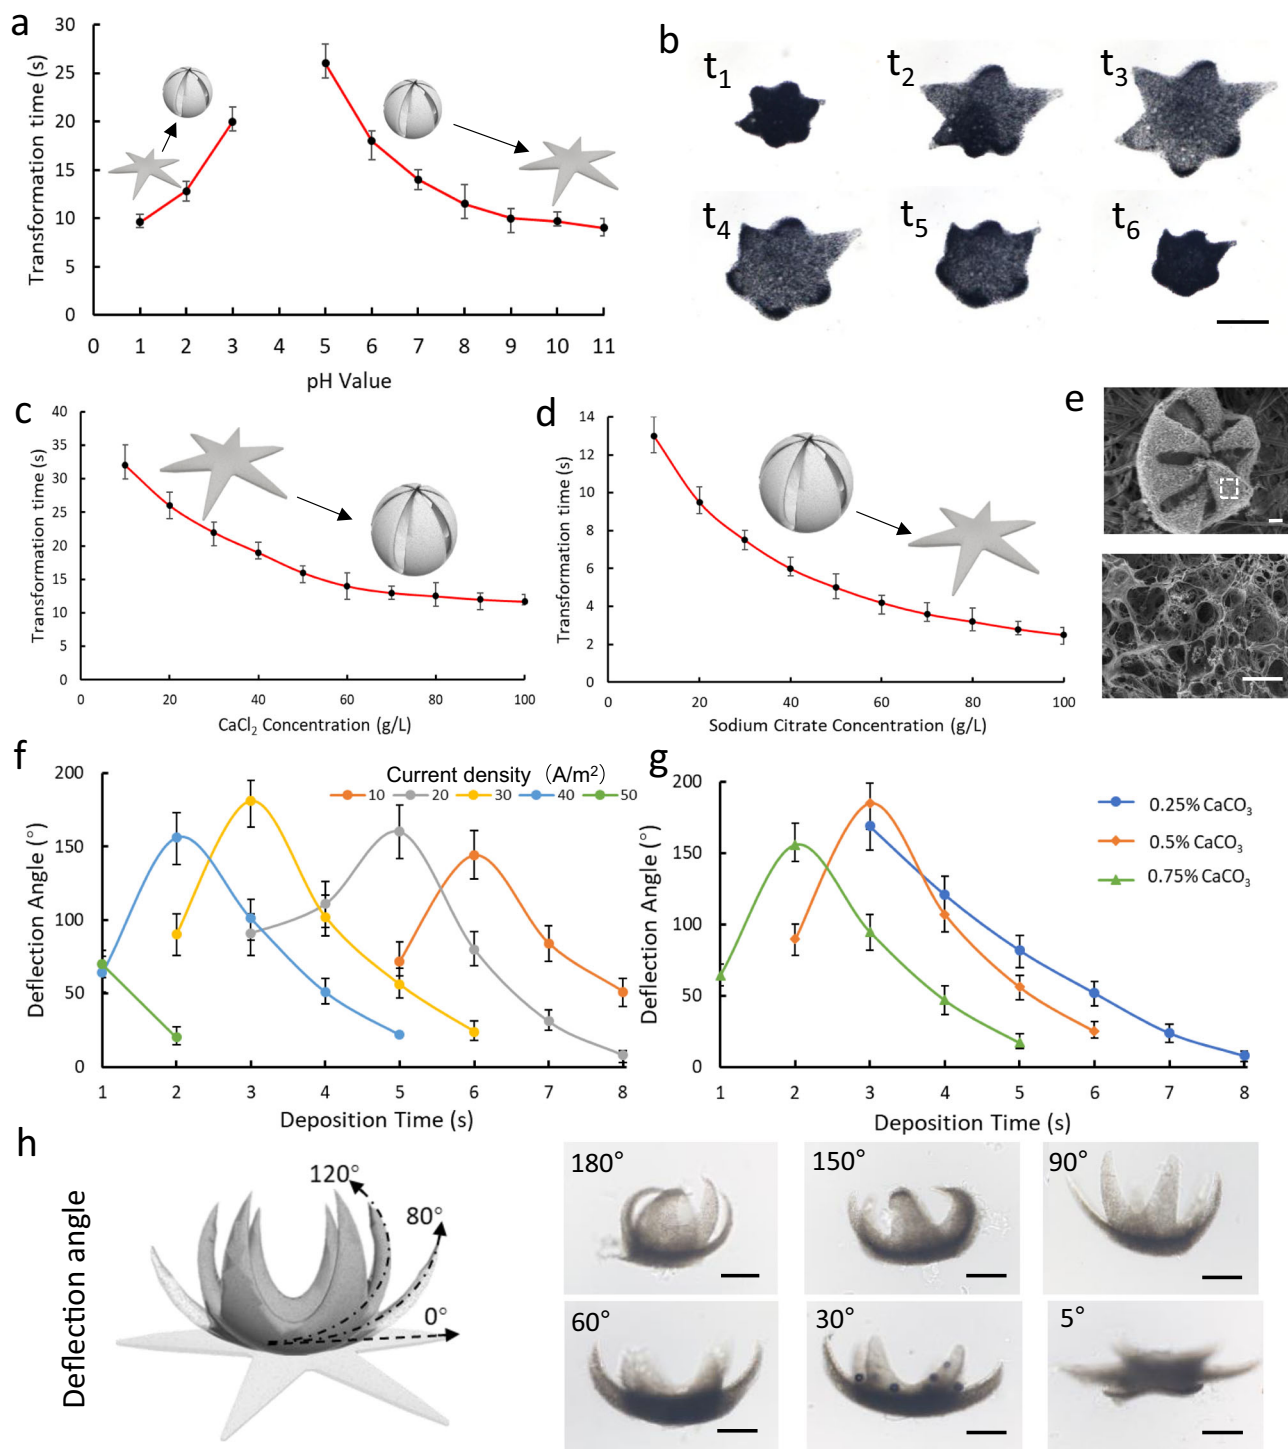 a
30
25
20
15
10
5
0
Transformation time (s)
0 1 2 3 4 5 6 7 8 9 10 11
pH Value
b
t1
t2
t3
t4
t5
t6
c
40
35
30
25
20
15
10
5
0
Transformation time (s)
0 20 40 60 80 100
CaCl2 Concentration (g/L)
d
14
12
10
8
6
4
2
0
Transformation time (s)
0 20 40 60 80 100
Sodium Citrate Concentration (g/L)
e
f
Current density （A/m²）
10 20 30 40 50
200
150
100
50
0
Deflection Angle (°)
1 2 3 4 5 6 7 8
Deposition Time (s)
g
0.25% CaCO3
0.5% CaCO3
0.75% CaCO3
200
150
100
50
0
Deflection Angle (°)
1 2 3 4 5 6 7 8
Deposition Time (s)
h
Deflection angle
120°
80°
0°
180°
150°
90°
60°
30°
5°